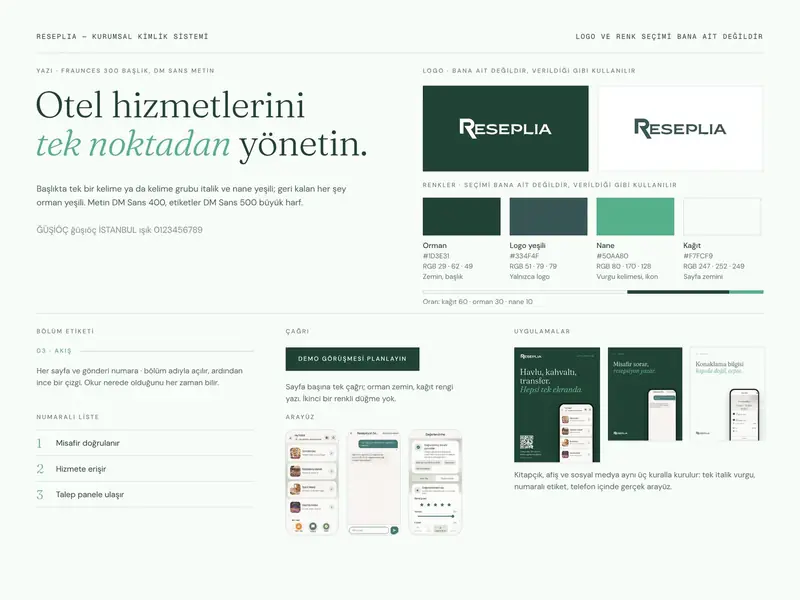 RESEPLIA — KURUMSAL KİMLİK SİSTEMİ
LOGO VE RENK SEÇİMİ BANA AİT DEĞİLDİR
YAZI · FRAUNCES 300 BAŞLIK, DM SANS METİN
Otel hizmetlerini
tek noktadan yönetin.
Başlıkta tek bir kelime ya da kelime grubu italik ve nane yeşili; geri kalan her şey
orman yeşili. Metin DM Sans 400, etiketler DM Sans 500 büyük harf.
ĞÜŞİÖÇ ğüşıöç İSTANBUL ışık 0123456789
LOGO · BANA AİT DEĞİLDİR, VERİLDİĞİ GİBİ KULLANILIR
RESEPLIA
RESEPLIA
RENKLER · SEÇİMİ BANA AİT DEĞİLDİR, VERİLDİĞİ GİBİ KULLANILIR
Orman
#1D3E31
RGB 29 · 62 · 49
Zemin, başlık
Logo yeşili
#334F4F
RGB 51 · 79 · 79
Yalnızca logo
Nane
#50AA80
RGB 80 · 170 · 128
Vurgu kelimesi, ikon
Kağıt
#F7FCF9
RGB 247 · 252 · 249
Sayfa zemini
Oran: kağıt 60 · orman 30 · nane 10
BÖLÜM ETİKETİ
03 · AKIŞ
Her sayfa ve gönderi numara · bölüm adıyla açılır, ardından
ince bir çizgi. Okur nerede olduğunu her zaman bilir.
NUMARALI LİSTE
1 Misafir doğrulanır
2 Hizmete erişir
3 Talep panele ulaşır
ÇAĞRI
DEMO GÖRÜŞMESİ PLANLAYIN
Sayfa başına tek çağrı; orman zemin, kağıt rengi
yazı. İkinci bir renkli düğme yok.
ARAYÜZ
UYGULAMALAR
RESEPLIA
Havlu, kahvaltı,
transfer.
Hepsi tek ekranda.
Misafir sorar,
Konaklama bilgisi
Kitapçık, afiş ve sosyal medya aynı üç kuralla kurulur: tek italik vurgu,
numaralı etiket, telefon içinde gerçek arayüz.